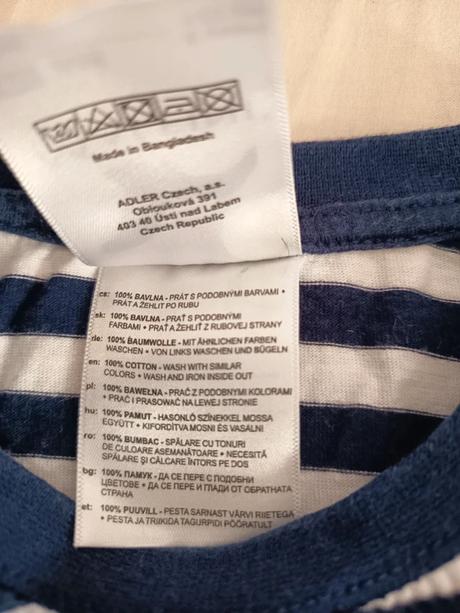 Made in Bangladesh
ADLER Czech, a.s.
Oblouková 391
403 40 Ústí nad Labem
Czech Republic
cs: 100% BAVLNA • PRÁT S PODOBNÝMI BARVAMI •
PRÁT A ŽEHLIT PO RUBU
sk: 100% BAVLNA • PRAŤ S PODOBNÝMI
FARBAMI • PRAŤ A ŽEHLIŤ Z RUBOVEJ STRANY
de: 100% BAUMWOLLE • MIT ÄHNLICHEN FARBEN
WASCHEN • VON LINKS WASCHEN UND BÜGELN
en: 100% COTTON • WASH WITH SIMILAR
COLORS • WASH AND IRON INSIDE OUT
pl: 100% BAWEŁNA • PRAĆ Z PODOBNYMI KOLORAMI
• PRAĆ I PRASOWAĆ NA LEWEJ STRONIE
hu: 100% PAMUT • HASONLÓ SZÍNEKKEL MOSSA
EGYÜTT • KIFORDÍTVA MOSNI ÉS VASALNI
ro: 100% BUMBAC • SPĂLARE CU TONURI
DE CULOARE ASEMĂNĂTOARE • NECESITĂ
SPĂLARE ŞI CĂLCARE ÎNTORS PE DOS
bg: 100% ПАМУК • ДА СЕ ПЕРЕ С ПОДОБНИ
ЦВЕТОВЕ • ДА СЕ ПЕРЕ И ГЛАДИ ОТ ОБРАТНАТА
СТРАНА
et: 100% PUUVILL • PESTA SARNAST VÄRVI RIIETEGA
• PESTA JA TRIIKIDA TAGURPIDI PÖÖRATULT